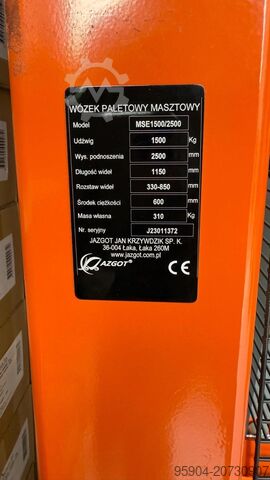 WÓZEK PALETOWY MASZTOWY
Model MSE1500/2500
Udźwig 1500 Kg
Wys. podnoszenia 2500 mm
Długość wideł 1150 mm
Rozstaw wideł 330-850 mm
Środek ciężkości 600 mm
Masa własna 310 Kg
Nr. seryjny J23011372
JAZGOT JAN KRZYWDZIK SP. K.
36-004 Łąka, Łąka 260M
www.jazgot.com.pl
JAZGOT® CE
95904-20730907